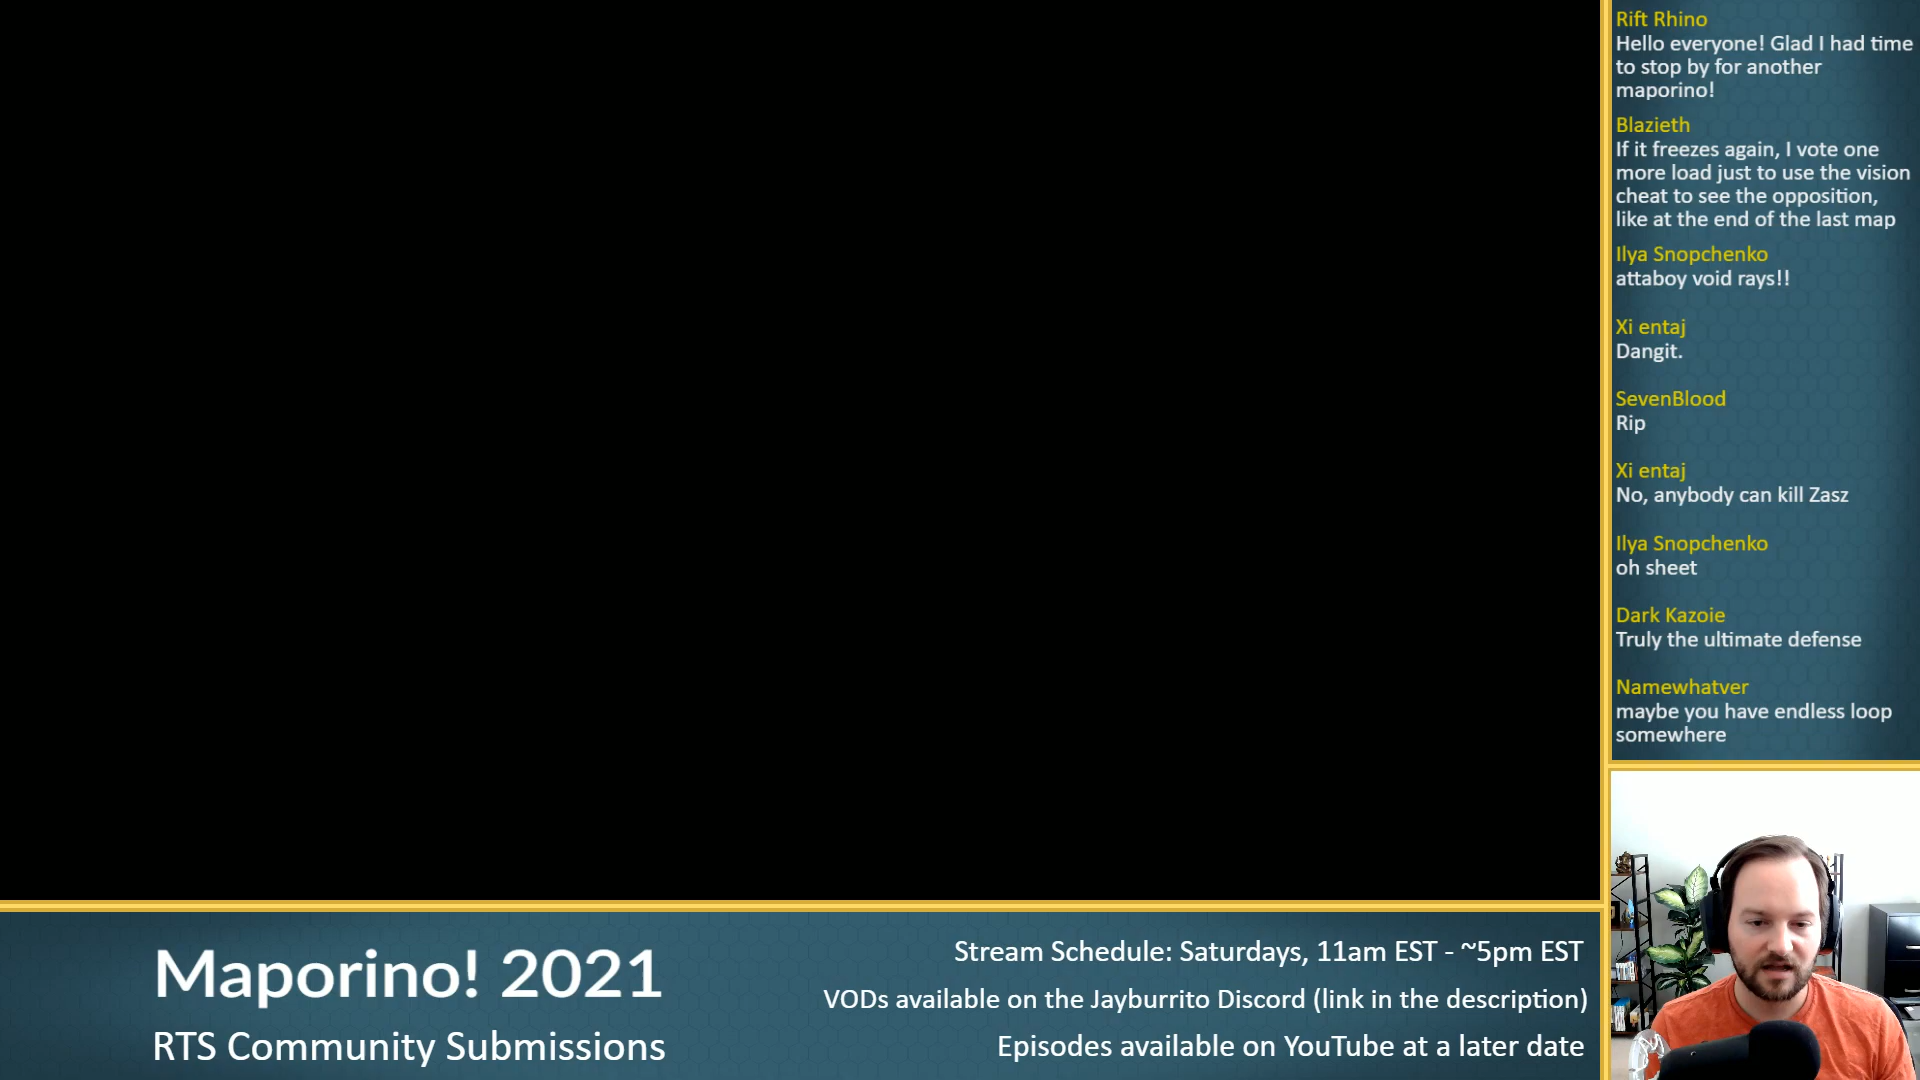 Rift Rhino
Hello everyone! Glad I had time
to stop by for another
maporino!
Blazieth
If it freezes again, I vote one
more load just to use the vision
cheat to see the opposition,
like at the end of the last map
Ilya Snopchenko
attaboy void rays!!
Xi entaj
Dangit.
SevenBlood
Rip
Xi entaj
No, anybody can kill Zasz
Ilya Snopchenko
oh sheet
Dark Kazoie
Truly the ultimate defense
Namewhatver
maybe you have endless loop
somewhere
Maporino! 2021
RTS Community Submissions
Stream Schedule: Saturdays, 11am EST - ~5pm EST
VODs available on the Jayburrito Discord (link in the description)
Episodes available on YouTube at a later date